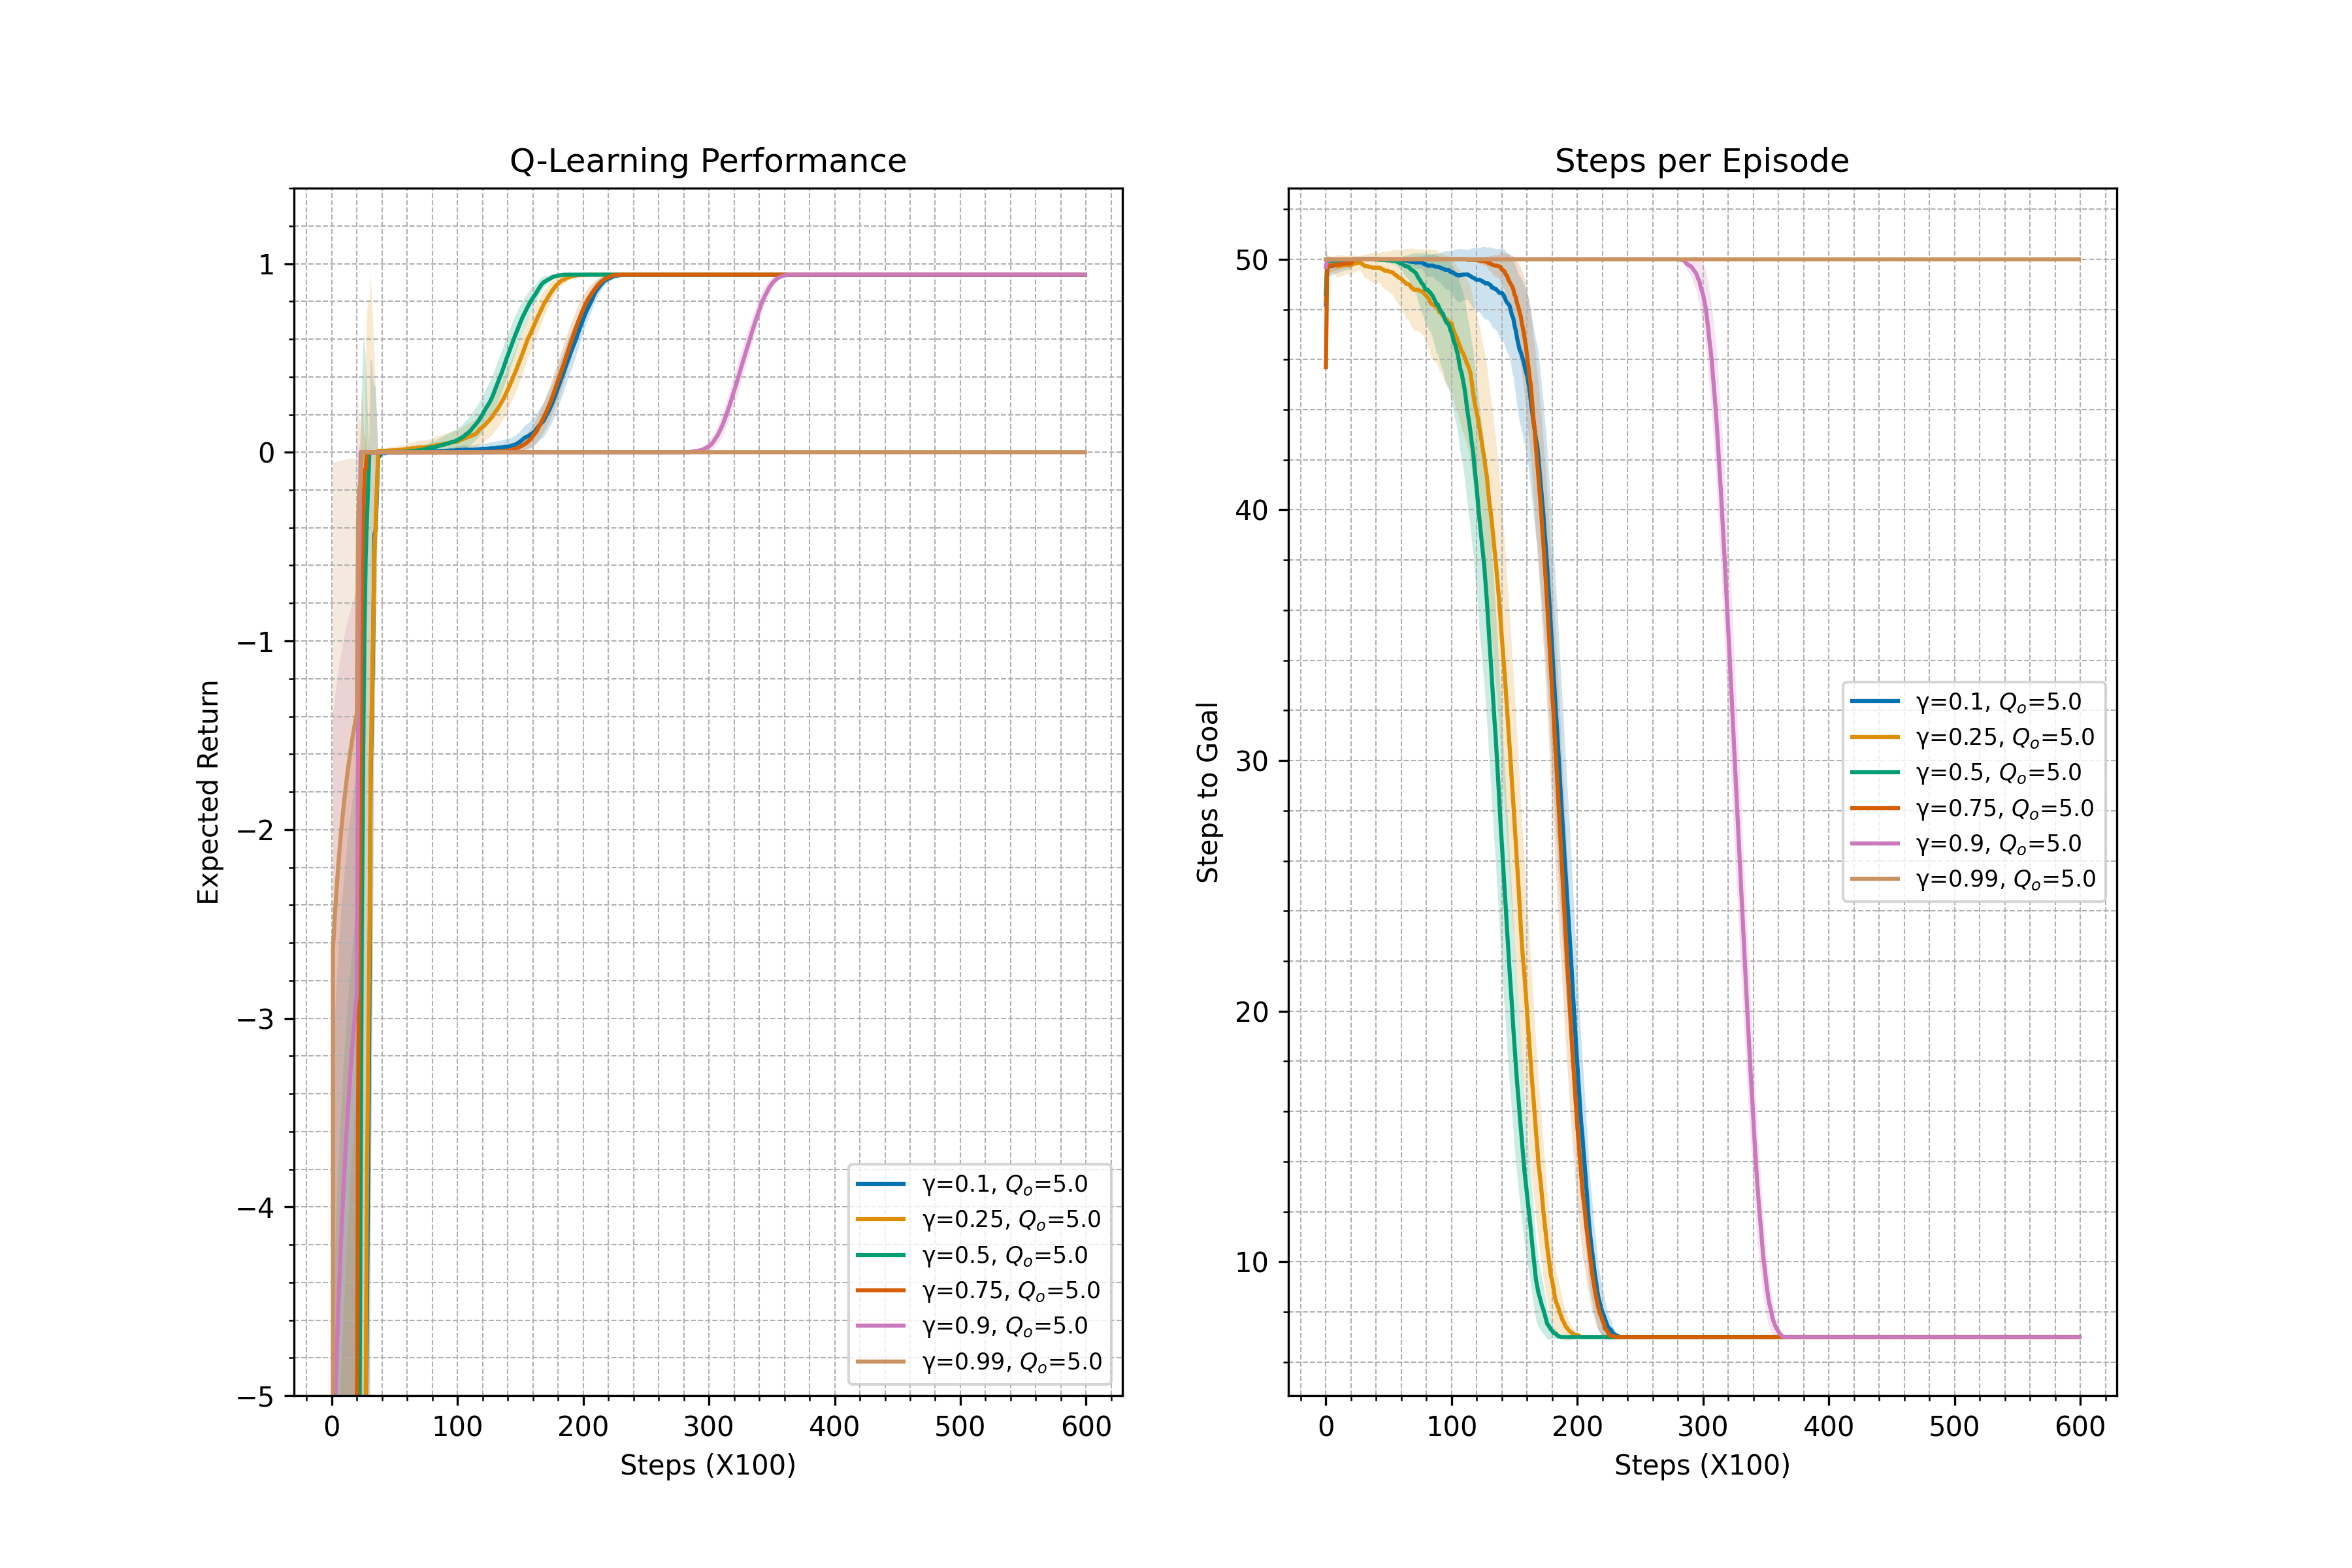 Q-Learning Performance
Expected Return
1
0
−1
−2
−3
−4
−5
0 100 200 300 400 500 600
Steps (X100)
γ=0.1, Qₒ=5.0
γ=0.25, Qₒ=5.0
γ=0.5, Qₒ=5.0
γ=0.75, Qₒ=5.0
γ=0.9, Qₒ=5.0
γ=0.99, Qₒ=5.0
Steps per Episode
Steps to Goal
50
40
30
20
10
0 100 200 300 400 500 600
Steps (X100)
γ=0.1, Qₒ=5.0
γ=0.25, Qₒ=5.0
γ=0.5, Qₒ=5.0
γ=0.75, Qₒ=5.0
γ=0.9, Qₒ=5.0
γ=0.99, Qₒ=5.0